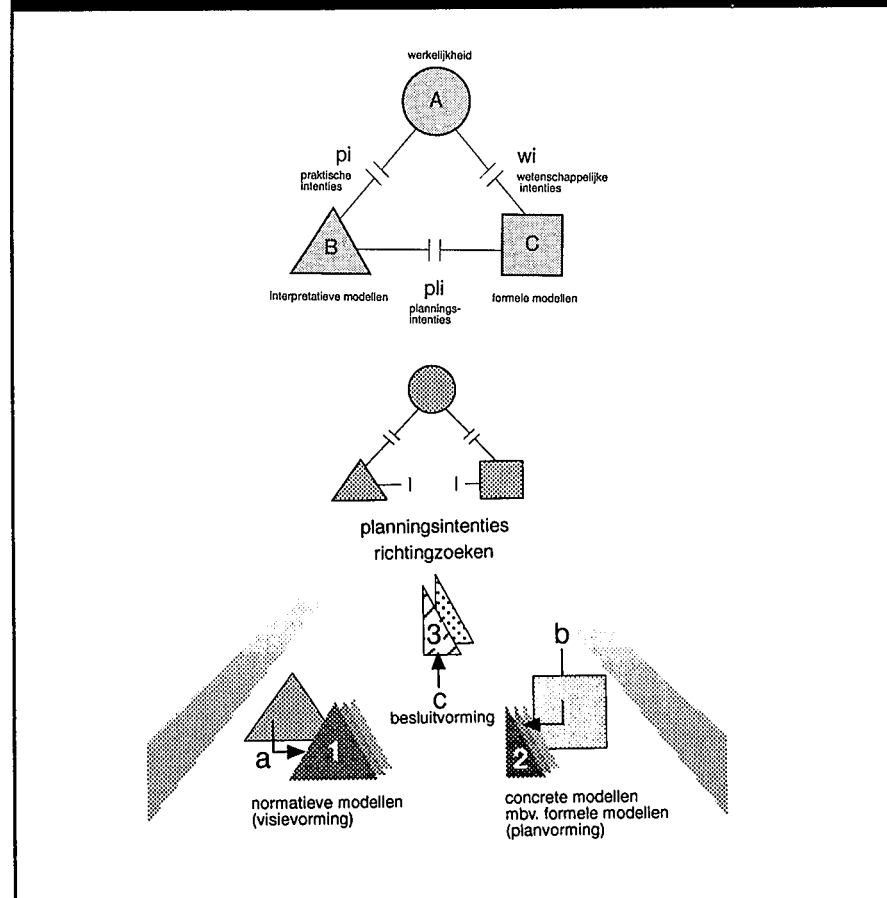 werkelijkheid
A
pi
praktische
intenties
wi
wetenschappelijke
intenties
B
C
interpretatieve modellen
pli
plannings-
intenties
formele modellen
planningsintenties
richtingzoeken
3
b
C
besluitvorming
a
1
2
normatieve modellen
(visievorming)
concrete modellen
mbv. formele modellen
(planvorming)